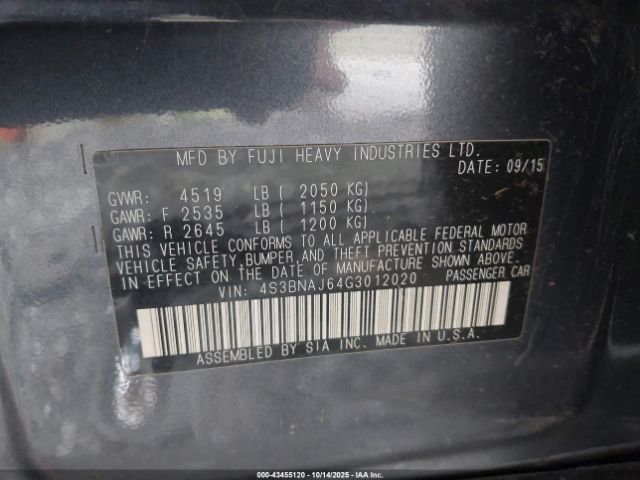 MFD BY FUJI HEAVY INDUSTRIES LTD.
DATE: 09/15
GVWR: 4519 LB ( 2050 KG)
GAWR: F 2535 LB ( 1150 KG)
GAWR: R 2645 LB ( 1200 KG)
THIS VEHICLE CONFORMS TO ALL APPLICABLE FEDERAL MOTOR
VEHICLE SAFETY, BUMPER, AND THEFT PREVENTION STANDARDS
IN EFFECT ON THE DATE OF MANUFACTURE SHOWN ABOVE.
VIN: 4S3BNAJ64G3012020 PASSENGER CAR
ASSEMBLED BY SIA INC. MADE IN U.S.A.
000-43455120 | 10/14/2025 | IAA Inc.